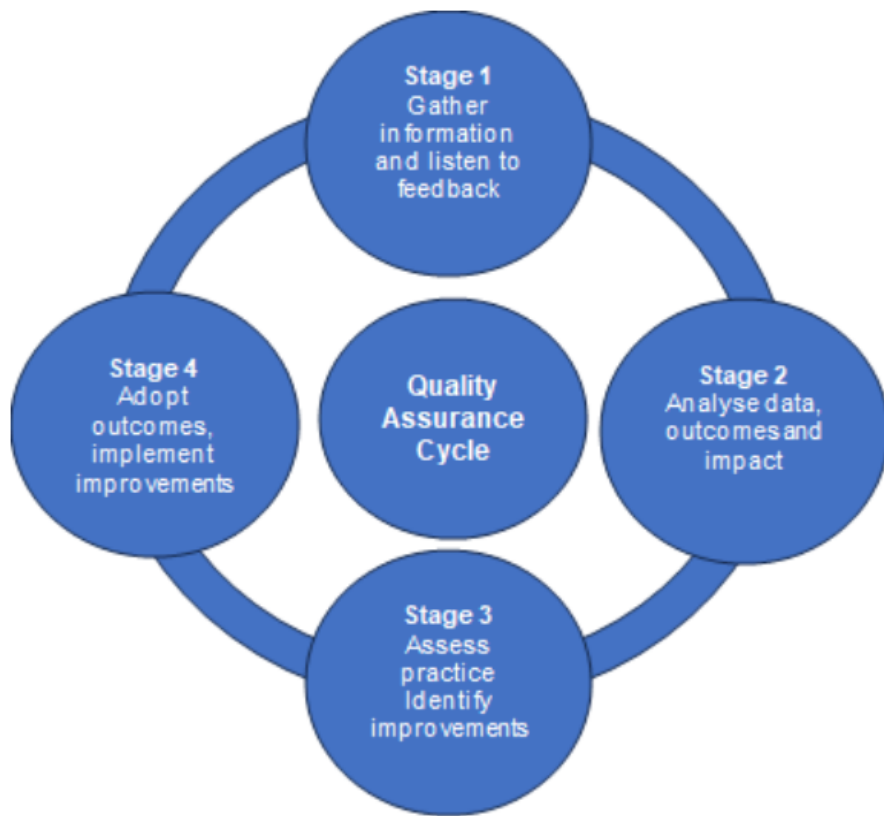 Stage 1
Gather
information
and listen to
feedback
Stage 2
Analyse data,
outcomes and
impact
Stage 3
Assess
practice
Identify
improvements
Stage 4
Adopt
outcomes,
implement
improvements
Quality
Assurance
Cycle